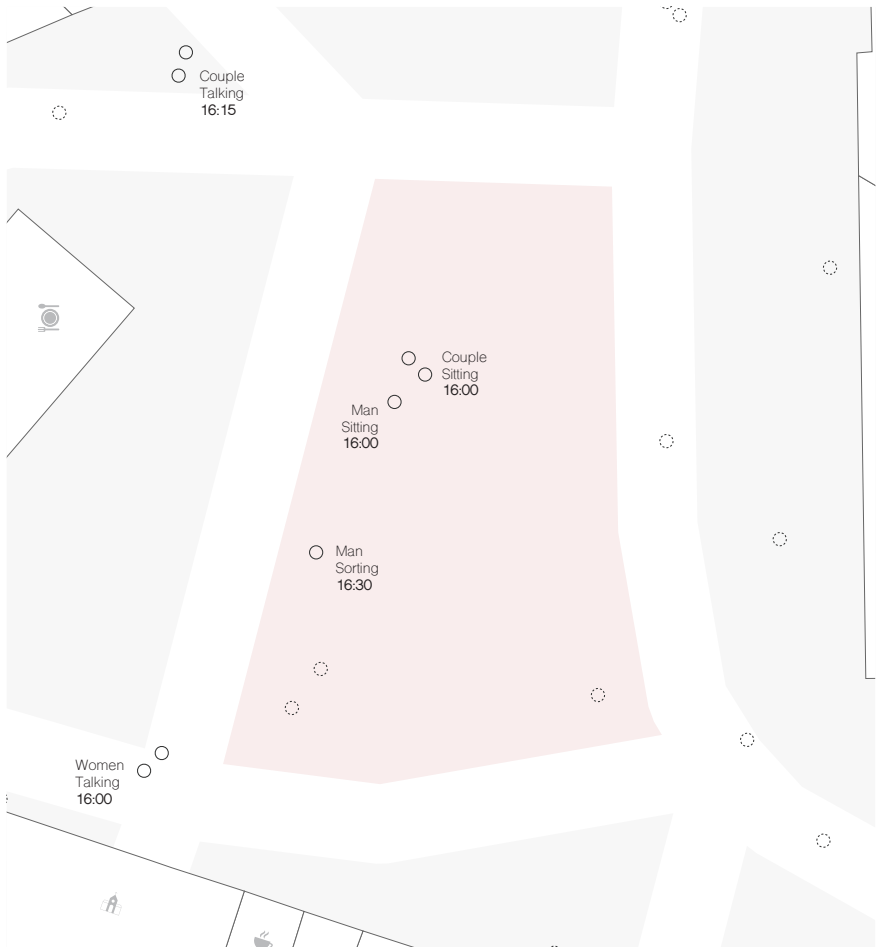 Couple
Talking
16:15
Couple
Sitting
16:00
Man
Sitting
16:00
Man
Sorting
16:30
Women
Talking
16:00